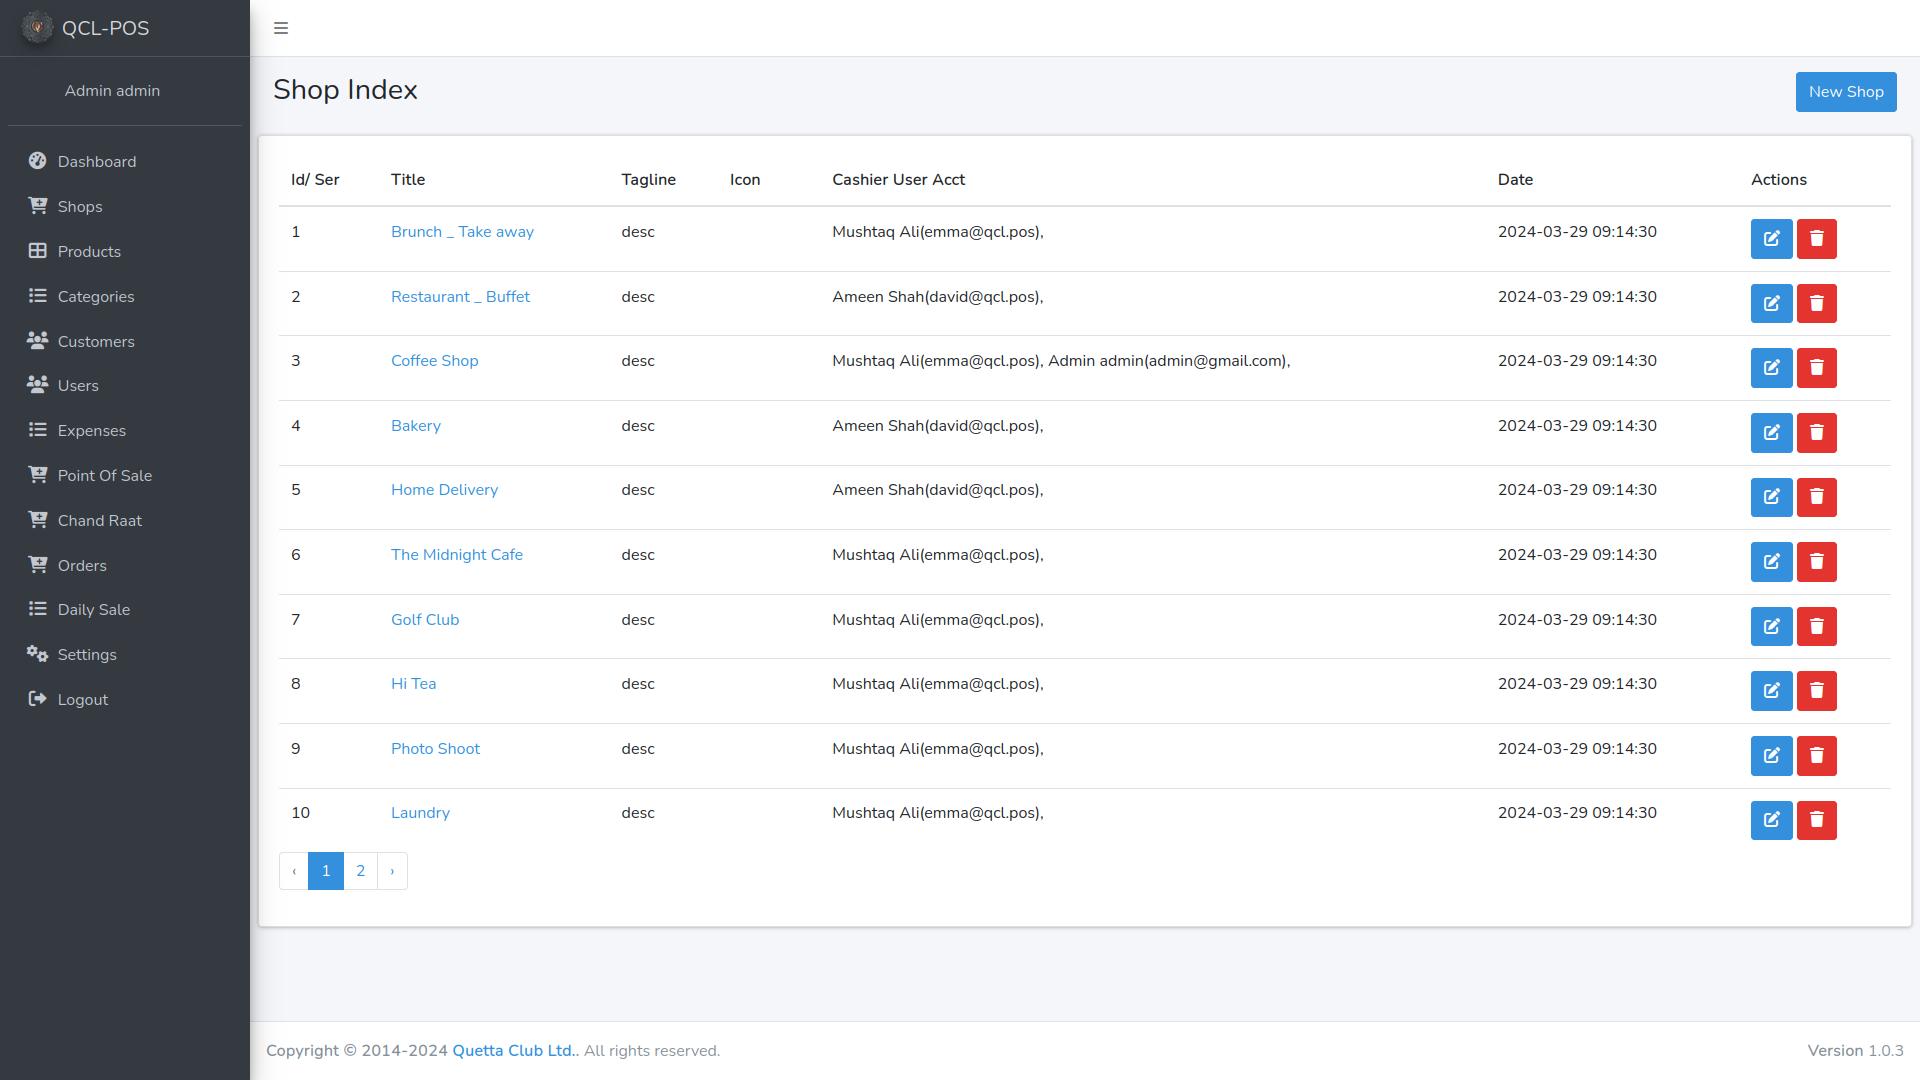 QCL-POS
Admin admin
Dashboard
Shops
Products
Categories
Customers
Users
Expenses
Point Of Sale
Chand Raat
Orders
Daily Sale
Settings
Logout
Shop Index
New Shop
Id/ Ser Title Tagline Icon Cashier User Acct Date Actions
1 Brunch _ Take away desc Mushtaq Ali(emma@qcl.pos), 2024-03-29 09:14:30
2 Restaurant _ Buffet desc Ameen Shah(david@qcl.pos), 2024-03-29 09:14:30
3 Coffee Shop desc Mushtaq Ali(emma@qcl.pos), Admin admin(admin@gmail.com), 2024-03-29 09:14:30
4 Bakery desc Ameen Shah(david@qcl.pos), 2024-03-29 09:14:30
5 Home Delivery desc Ameen Shah(david@qcl.pos), 2024-03-29 09:14:30
6 The Midnight Cafe desc Mushtaq Ali(emma@qcl.pos), 2024-03-29 09:14:30
7 Golf Club desc Mushtaq Ali(emma@qcl.pos), 2024-03-29 09:14:30
8 Hi Tea desc Mushtaq Ali(emma@qcl.pos), 2024-03-29 09:14:30
9 Photo Shoot desc Mushtaq Ali(emma@qcl.pos), 2024-03-29 09:14:30
10 Laundry desc Mushtaq Ali(emma@qcl.pos), 2024-03-29 09:14:30
‹ 1 2 ›
Copyright © 2014-2024 Quetta Club Ltd.. All rights reserved.
Version 1.0.3